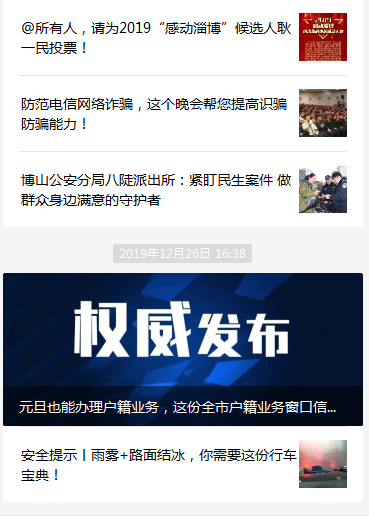 @所有人，请为2019“感动淄博”候选人耿
一民投票！
防范电信网络诈骗，这个晚会帮您提高识骗
防骗能力！
博山公安分局八陡派出所：紧盯民生案件 做
群众身边满意的守护者
2019年12月26日 16:38
权威发布
元旦也能办理户籍业务，这份全市户籍业务窗口信...
安全提示丨雨雾+路面结冰，你需要这份行车
宝典！